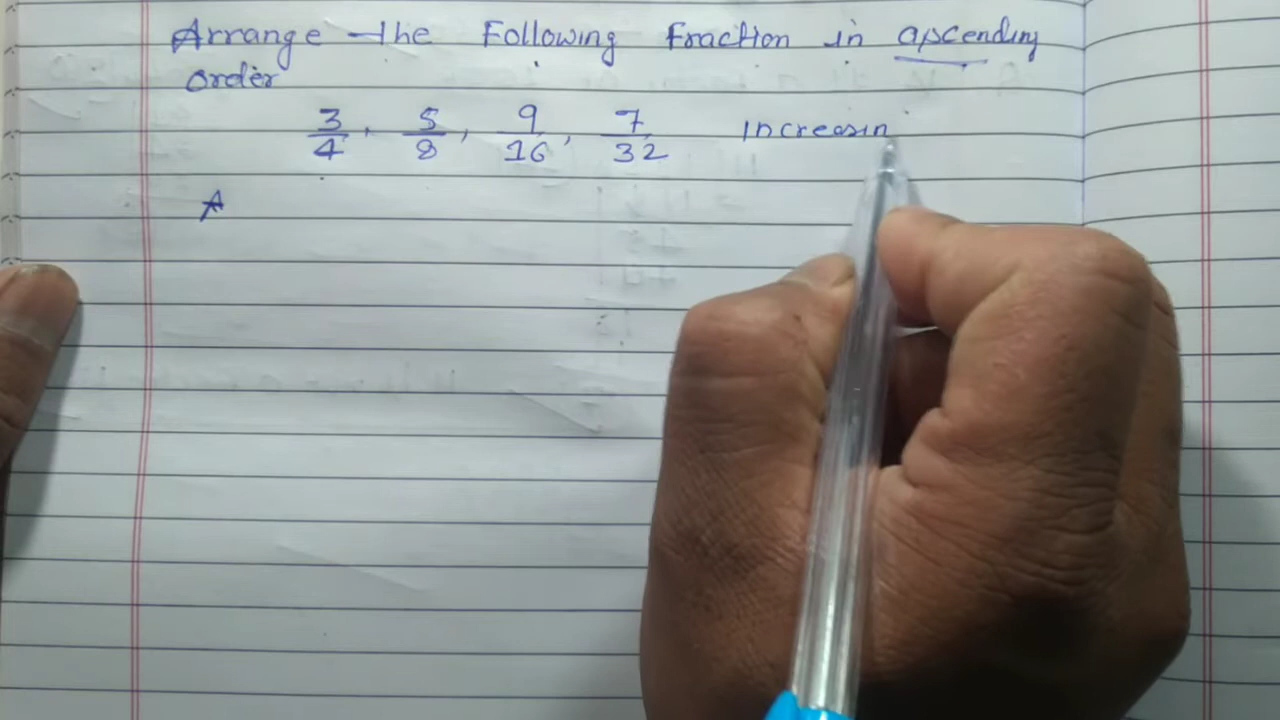 Arrange the Following Fraction in ascending
order
3/4, 5/8, 9/16, 7/32 Increasin
A